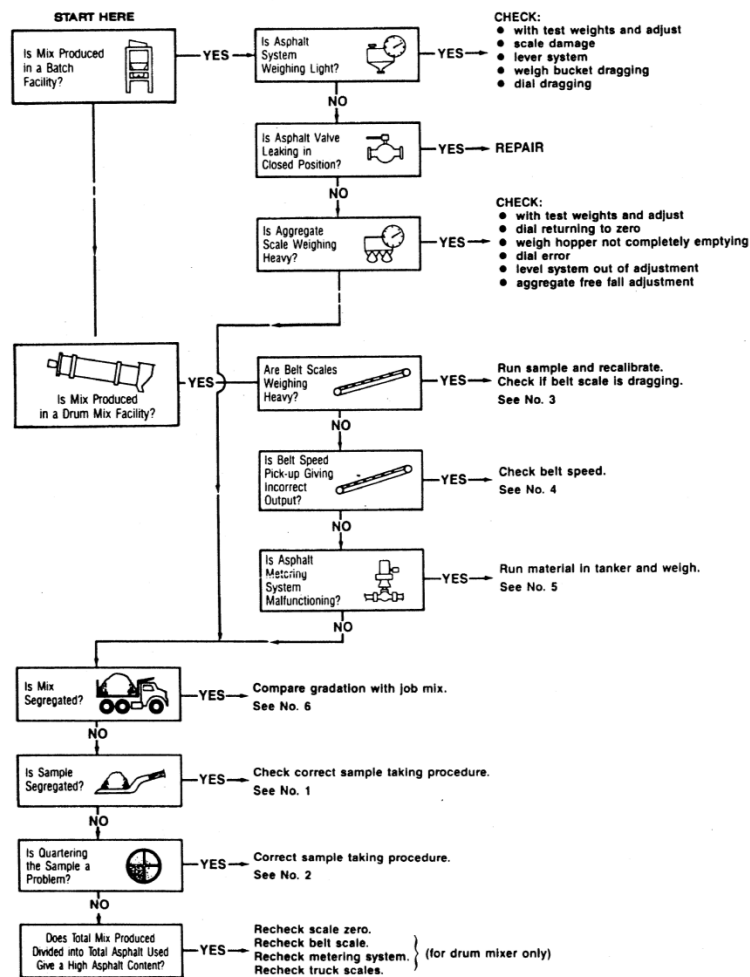 START HERE
Is Mix Produced
in a Batch
Facility?
YES
Is Asphalt
System
Weighing Light?
YES
CHECK:
● with test weights and adjust
● scale damage
● lever system
● weigh bucket dragging
● dial dragging
NO
Is Asphalt Valve
Leaking in
Closed Position?
YES
REPAIR
NO
Is Aggregate
Scale Weighing
Heavy?
YES
CHECK:
● with test weights and adjust
● dial returning to zero
● weigh hopper not completely emptying
● dial error
● level system out of adjustment
● aggregate free fall adjustment
Is Mix Produced
in a Drum Mix Facility?
YES
Are Belt Scales
Weighing
Heavy?
YES
Run sample and recalibrate.
Check if belt scale is dragging.
See No. 3
NO
Is Belt Speed
Pick-up Giving
Incorrect
Output?
YES
Check belt speed.
See No. 4
NO
Is Asphalt
Metering
System
Malfunctioning?
YES
Run material in tanker and weigh.
See No. 5
NO
Is Mix
Segregated?
YES
Compare gradation with job mix.
See No. 6
NO
Is Sample
Segregated?
YES
Check correct sample taking procedure.
See No. 1
NO
Is Quartering
the Sample a
Problem?
YES
Correct sample taking procedure.
See No. 2
NO
Does Total Mix Produced
Divided into Total Asphalt Used
Give a High Asphalt Content?
YES
Recheck scale zero.
Recheck belt scale.
Recheck metering system.
Recheck truck scales.
(for drum mixer only)